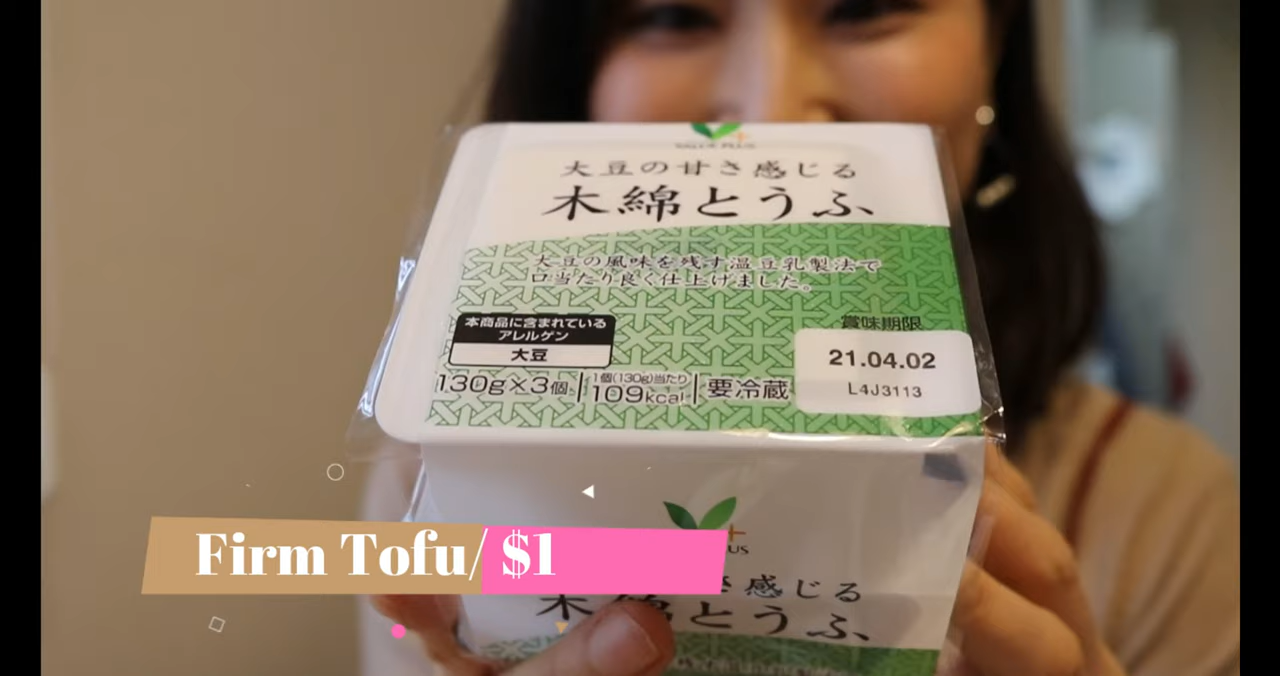 VALUE PLUS
大豆の甘さ感じる
木綿とうふ
大豆の風味を残す温豆乳製法で
口当たり良く仕上げました。
本商品に含まれている
アレルゲン
大豆
130g×3個
1個(130g)当たり
109kcal
要冷蔵
賞味期限
21.04.02
L4J3113
Firm Tofu/ $1
感じる
木綿とうふ